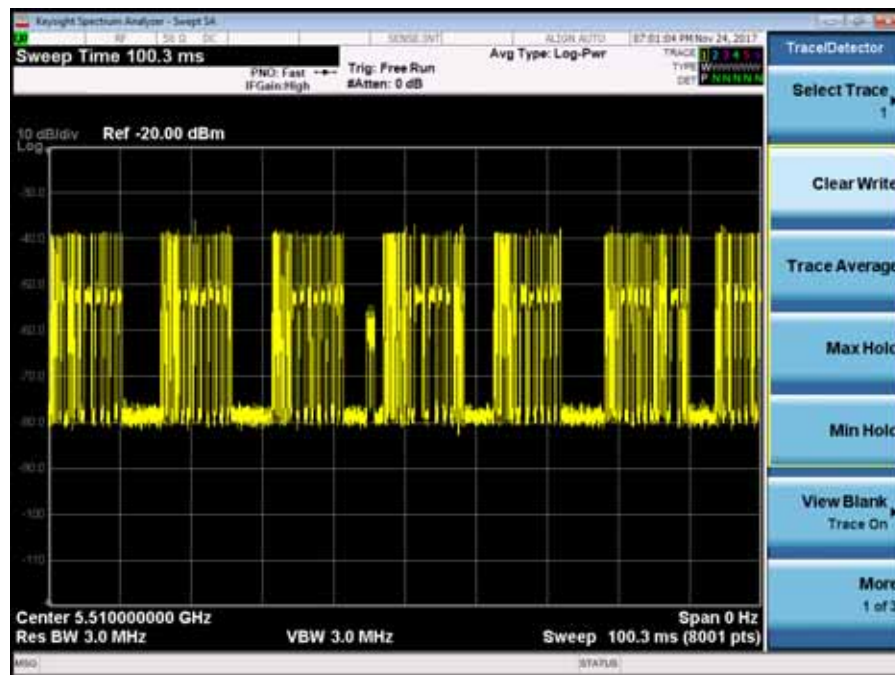 Keysight Spectrum Analyzer - Swept SA
RF
50 Ω
DC
SENSE:INT
ALIGN AUTO
07:01:04 PM Nov 24, 2017
Sweep Time 100.3 ms
PNO: Fast
IFGain:High
Trig: Free Run
#Atten: 0 dB
Avg Type: Log-Pwr
TRACE 1 2 3 4 5 6
TYPE W
DET P N N N N N
Trace/Detector
Select Trace
1
Clear Write
Trace Average
Max Hold
Min Hold
View Blank
Trace On
More
1 of 3
10 dB/div
Ref -20.00 dBm
Log
-30.0
-40.0
-50.0
-60.0
-70.0
-80.0
-90.0
-100
-110
Center 5.510000000 GHz
Span 0 Hz
Res BW 3.0 MHz
VBW 3.0 MHz
Sweep 100.3 ms (8001 pts)
MSG
STATUS